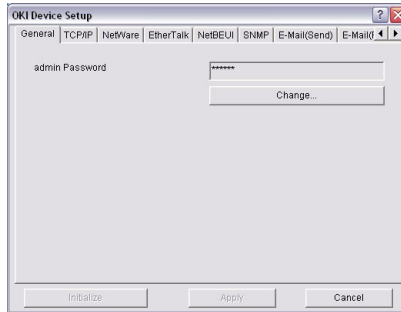 OKI Device Setup
General TCP/IP NetWare EtherTalk NetBEUI SNMP E-Mail(Send)
admin Password ******
Change...
Initialize Apply Cancel